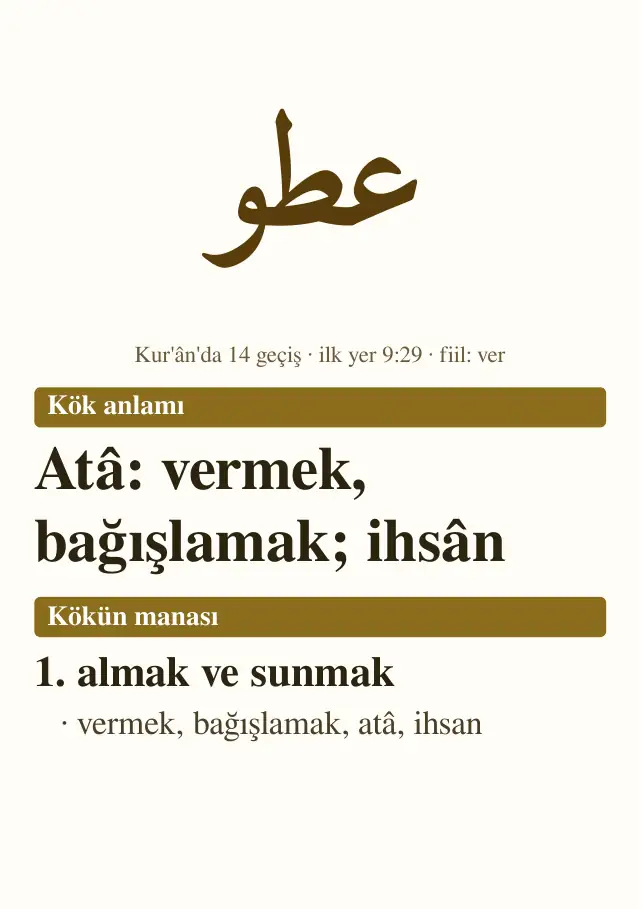 عطو
Kur'ân'da 14 geçiş · ilk yer 9:29 · fiil: ver
Kök anlamı
Atâ: vermek,
bağışlamak; ihsân
Kökün manası
1. almak ve sunmak
· vermek, bağışlamak, atâ, ihsan